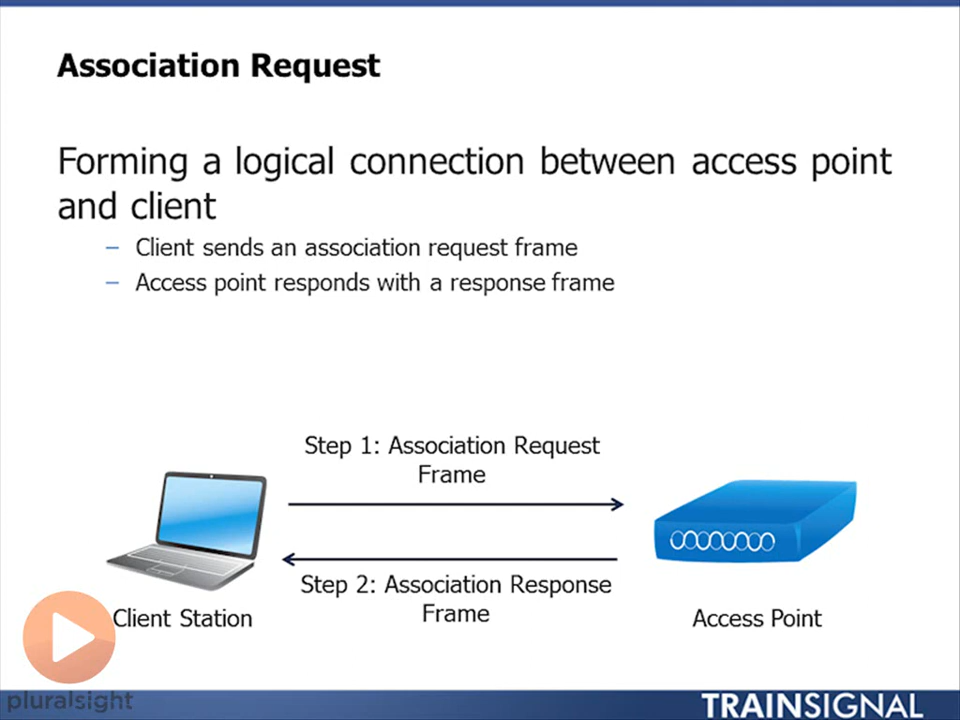 Association Request
Forming a logical connection between access point
and client
– Client sends an association request frame
– Access point responds with a response frame
Step 1: Association Request
Frame
Step 2: Association Response
Frame
Client Station
Access Point
pluralsight
TRAINSIGNAL